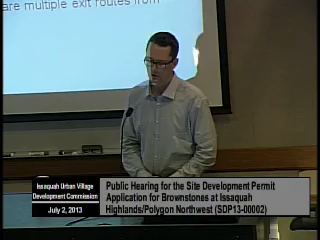 are multiple exit routes from
Issaquah Urban Village
Development Commission
July 2, 2013
Public Hearing for the Site Development Permit
Application for Brownstones at Issaquah
Highlands/Polygon Northwest (SDP13-00002)